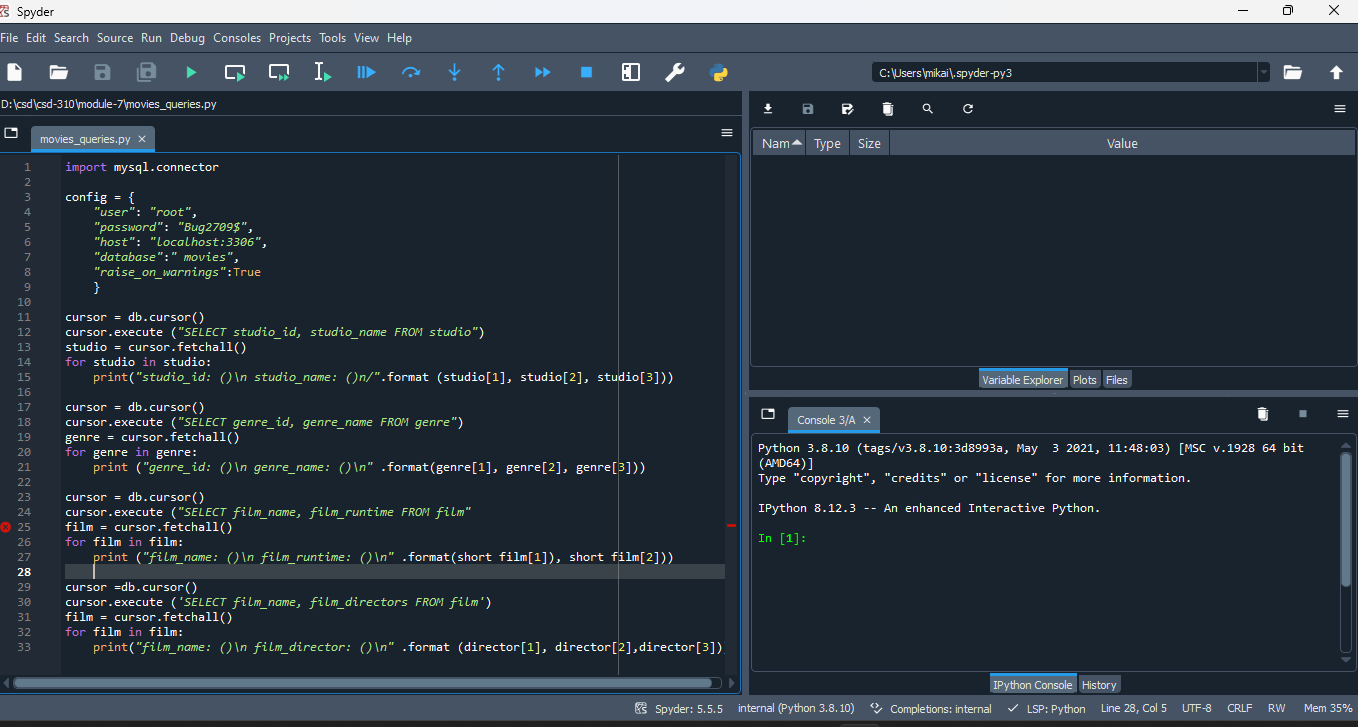 Spyder
File Edit Search Source Run Debug Consoles Projects Tools View Help
C:\Users\mikai\.spyder-py3
D:\csd\csd-310\module-7\movies_queries.py
movies_queries.py
1 import mysql.connector
2
3 config = {
4     "user": "root",
5     "password": "Bug2709$",
6     "host": "localhost:3306",
7     "database":" movies",
8     "raise_on_warnings":True
9     }
10
11 cursor = db.cursor()
12 cursor.execute ("SELECT studio_id, studio_name FROM studio")
13 studio = cursor.fetchall()
14 for studio in studio:
15     print("studio_id: ()\n studio_name: ()n/".format (studio[1], studio[2], studio[3]))
16
17 cursor = db.cursor()
18 cursor.execute ("SELECT genre_id, genre_name FROM genre")
19 genre = cursor.fetchall()
20 for genre in genre:
21     print ("genre_id: ()\n genre_name: ()\n" .format(genre[1], genre[2], genre[3]))
22
23 cursor = db.cursor()
24 cursor.execute ("SELECT film_name, film_runtime FROM film"
25 film = cursor.fetchall()
26 for film in film:
27     print ("film_name: ()\n film_runtime: ()\n" .format(short film[1]), short film[2]))
28
29 cursor =db.cursor()
30 cursor.execute ('SELECT film_name, film_directors FROM film')
31 film = cursor.fetchall()
32 for film in film:
33     print("film_name: ()\n film_director: ()\n" .format (director[1], director[2],director[3])
Nam Type Size Value
Variable Explorer Plots Files
Console 3/A
Python 3.8.10 (tags/v3.8.10:3d8993a, May  3 2021, 11:48:03) [MSC v.1928 64 bit
(AMD64)]
Type "copyright", "credits" or "license" for more information.
IPython 8.12.3 -- An enhanced Interactive Python.
In [1]:
IPython Console History
Spyder: 5.5.5 internal (Python 3.8.10) Completions: internal LSP: Python Line 28, Col 5 UTF-8 CRLF RW Mem 35%